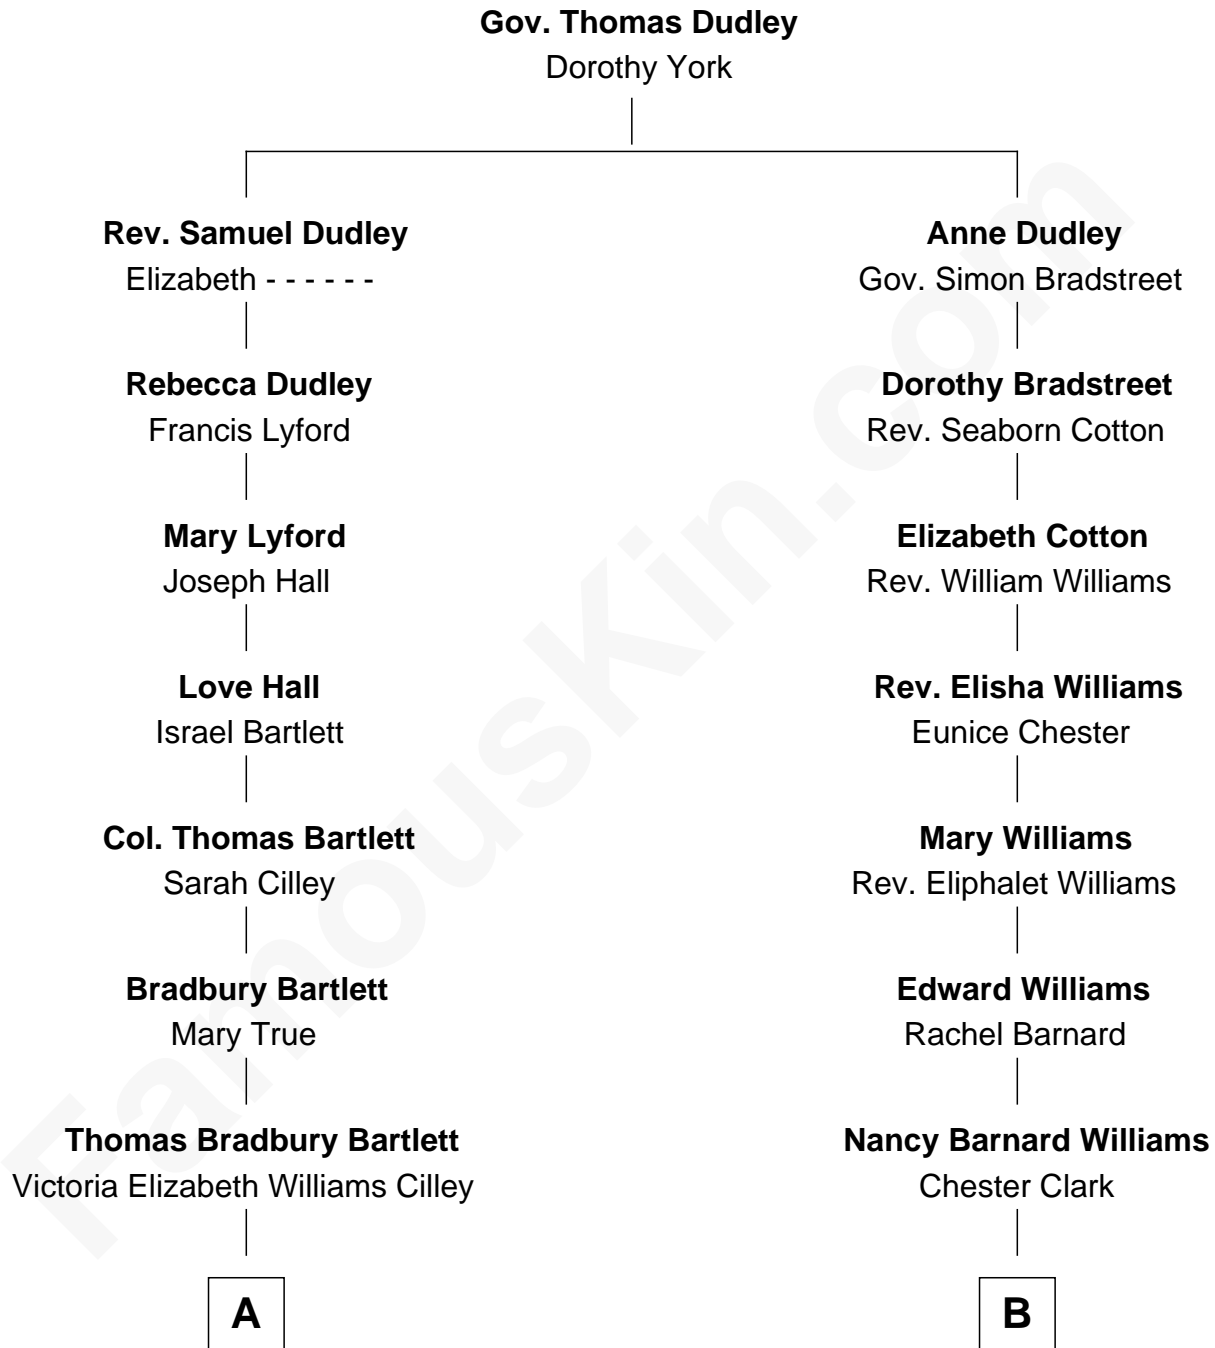 Gov. Thomas Dudley
Dorothy York
Rev. Samuel Dudley
Elizabeth - - - - - -
Rebecca Dudley
Francis Lyford
Mary Lyford
Joseph Hall
Love Hall
Israel Bartlett
Col. Thomas Bartlett
Sarah Cilley
Bradbury Bartlett
Mary True
Thomas Bradbury Bartlett
Victoria Elizabeth Williams Cilley
A
Anne Dudley
Gov. Simon Bradstreet
Dorothy Bradstreet
Rev. Seaborn Cotton
Elizabeth Cotton
Rev. William Williams
Rev. Elisha Williams
Eunice Chester
Mary Williams
Rev. Eliphalet Williams
Edward Williams
Rachel Barnard
Nancy Barnard Williams
Chester Clark
B
FamousKin.com